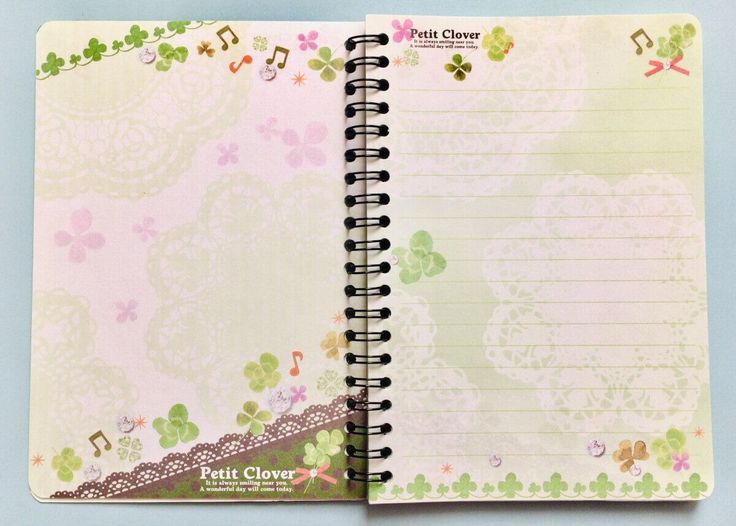 Petit Clover
It is always smiling near you.
A wonderful day will come today.
Petit Clover
It is always smiling near you.
A wonderful day will come today.